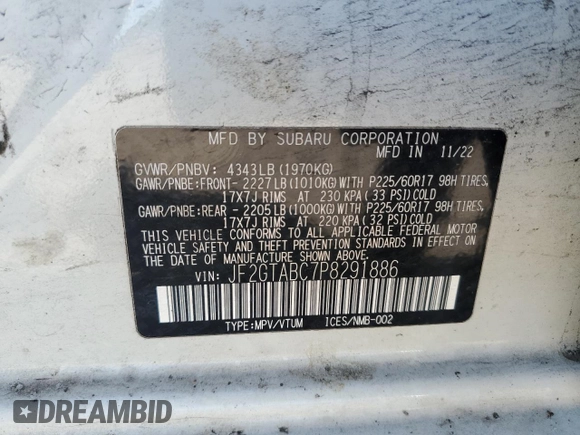 MFD BY SUBARU CORPORATION
GVWR/PNBV: 4343LB (1970KG) MFD IN 11/22
GAWR/PNBE:FRONT- 2227LB(1010KG)WITH P225/60R17 98H TIRES,
17X7J RIMS AT 230 KPA (33 PSI)COLD
GAWR/PNBE:REAR - 2205LB(1000KG)WITH P225/60R17 98H TIRES,
17X7J RIMS AT 220 KPA (32 PSI)COLD
THIS VEHICLE CONFORMS TO ALL APPLICABLE FEDERAL MOTOR
VEHICLE SAFETY AND THEFT PREVENTION STANDARDS IN EFFECT ON
THE DATE OF MANUFACTURE SHOWN ABOVE.
VIN: JF2GTABC7P8291886
TYPE:MPV/VTUM ICES/NMB-002
DREAMBID